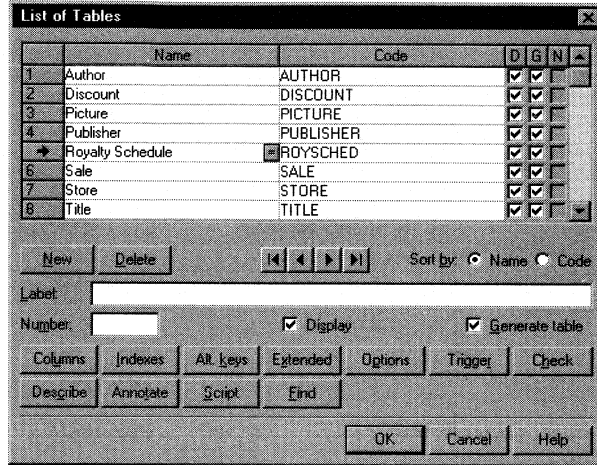 List of Tables
Name Code D G N
1 Author AUTHOR
2 Discount DISCOUNT
3 Picture PICTURE
4 Publisher PUBLISHER
Royalty Schedule = ROYSCHED
6 Sale SALE
7 Store STORE
8 Title TITLE
New Delete Sort by: Name Code
Label:
Number: Display Generate table
Columns Indexes Alt. keys Extended Options Trigger Check
Describe Annotate Script Find
OK Cancel Help